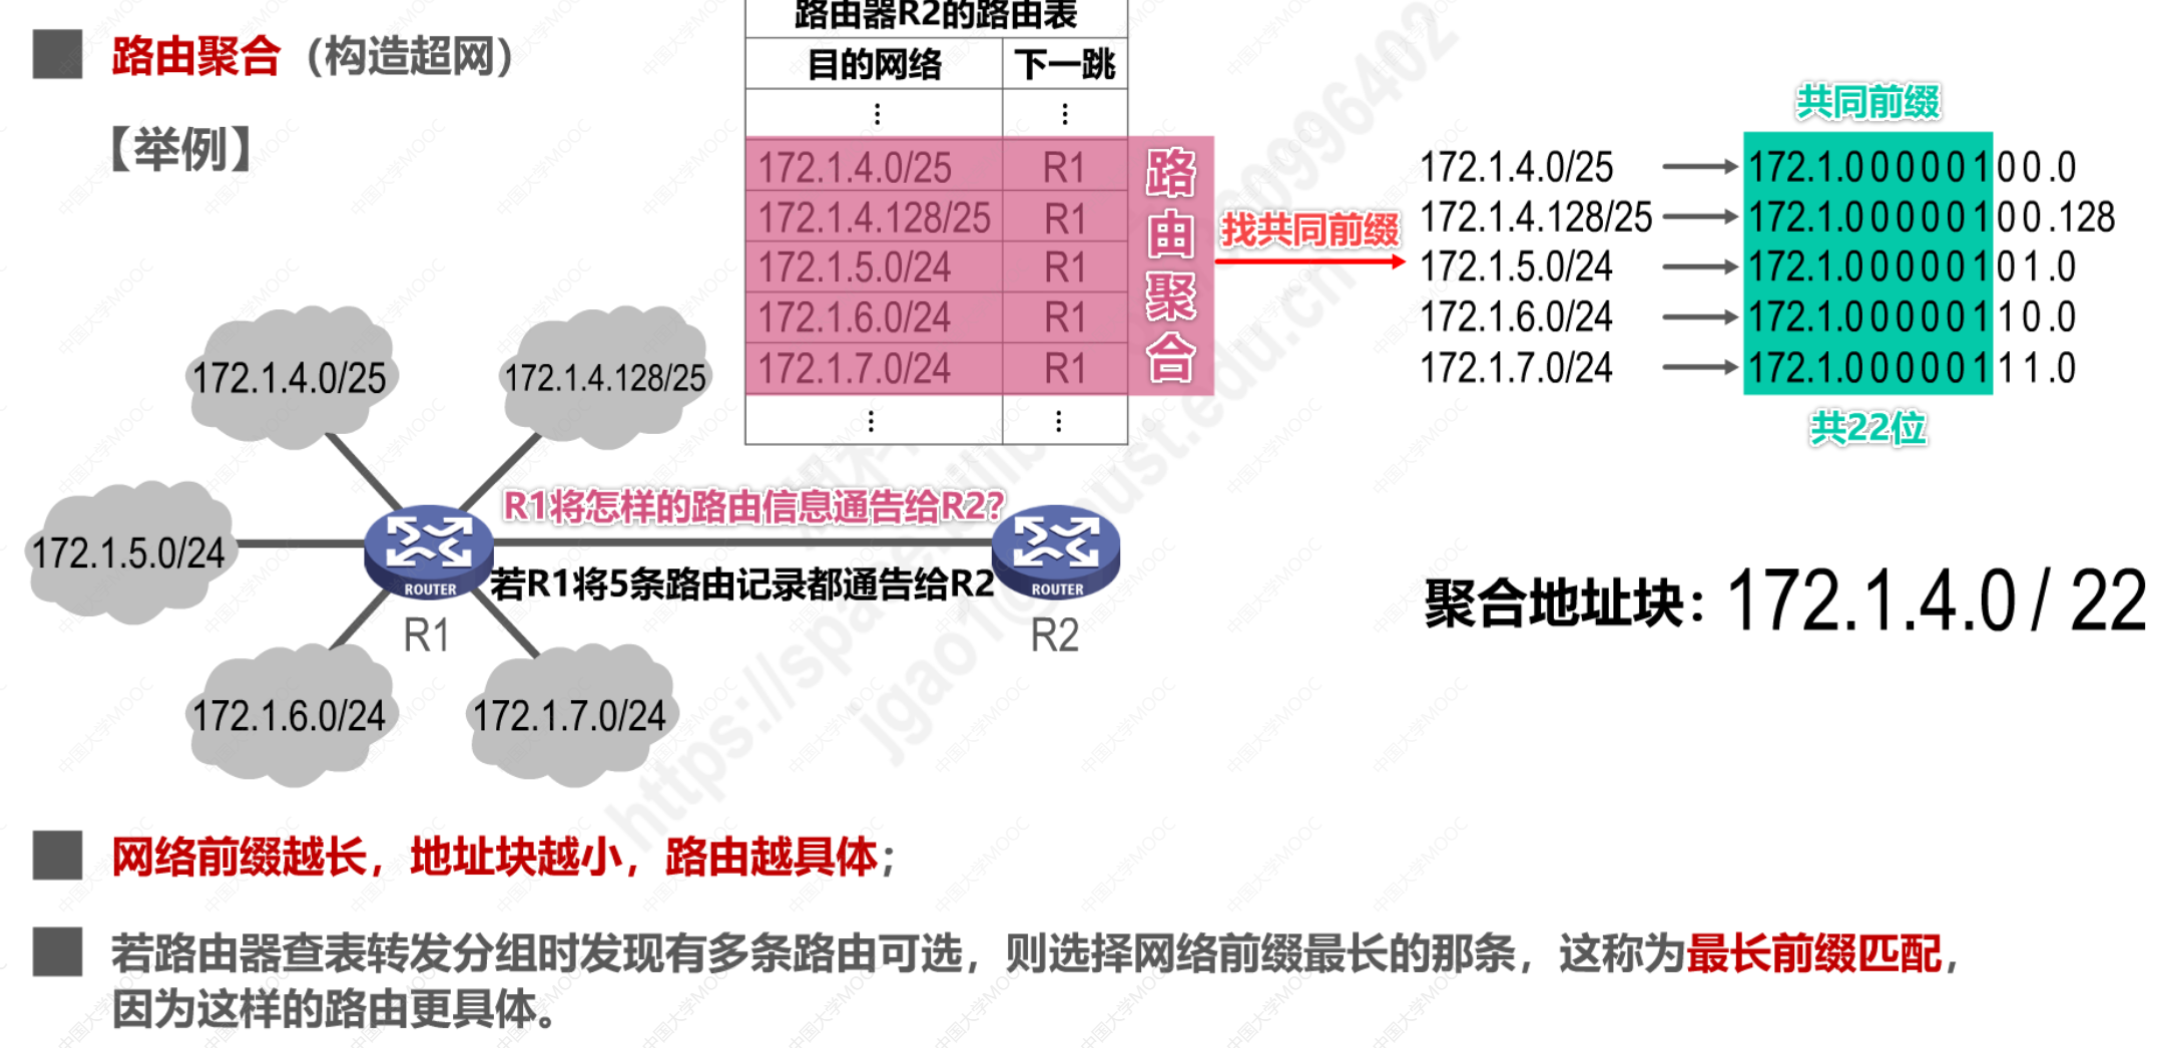 路由聚合（构造超网）
【举例】
路由器R2的路由表
目的网络 下一跳
⋮ ⋮
172.1.4.0/25 R1
172.1.4.128/25 R1
172.1.5.0/24 R1
172.1.6.0/24 R1
172.1.7.0/24 R1
⋮ ⋮
路由聚合
找共同前缀
共同前缀
172.1.4.0/25 172.1.00000100.0
172.1.4.128/25 172.1.00000100.128
172.1.5.0/24 172.1.00000101.0
172.1.6.0/24 172.1.00000110.0
172.1.7.0/24 172.1.00000111.0
共22位
172.1.4.0/25
172.1.4.128/25
172.1.5.0/24
172.1.6.0/24
172.1.7.0/24
R1将怎样的路由信息通告给R2?
若R1将5条路由记录都通告给R2
ROUTER
R1
ROUTER
R2
聚合地址块：172.1.4.0 / 22
网络前缀越长，地址块越小，路由越具体；
若路由器查表转发分组时发现有多条路由可选，则选择网络前缀最长的那条，这称为最长前缀匹配，
因为这样的路由更具体。
中国大学MOOC